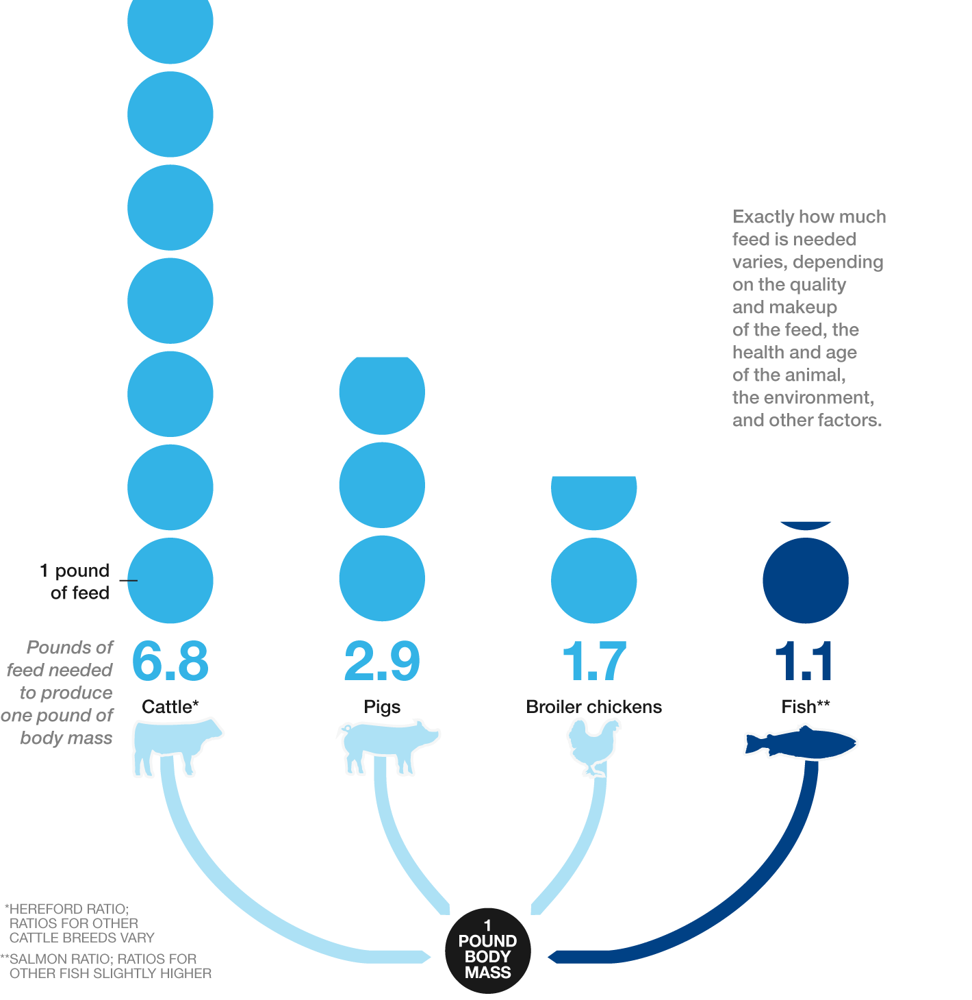 Exactly how much
feed is needed
varies, depending
on the quality
and makeup
of the feed, the
health and age
of the animal,
the environment,
and other factors.
1 pound
of feed
Pounds of
feed needed
to produce
one pound of
body mass
6.8
Cattle*
2.9
Pigs
1.7
Broiler chickens
1.1
Fish**
1
POUND
BODY
MASS
*HEREFORD RATIO;
RATIOS FOR OTHER
CATTLE BREEDS VARY
**SALMON RATIO; RATIOS FOR
OTHER FISH SLIGHTLY HIGHER